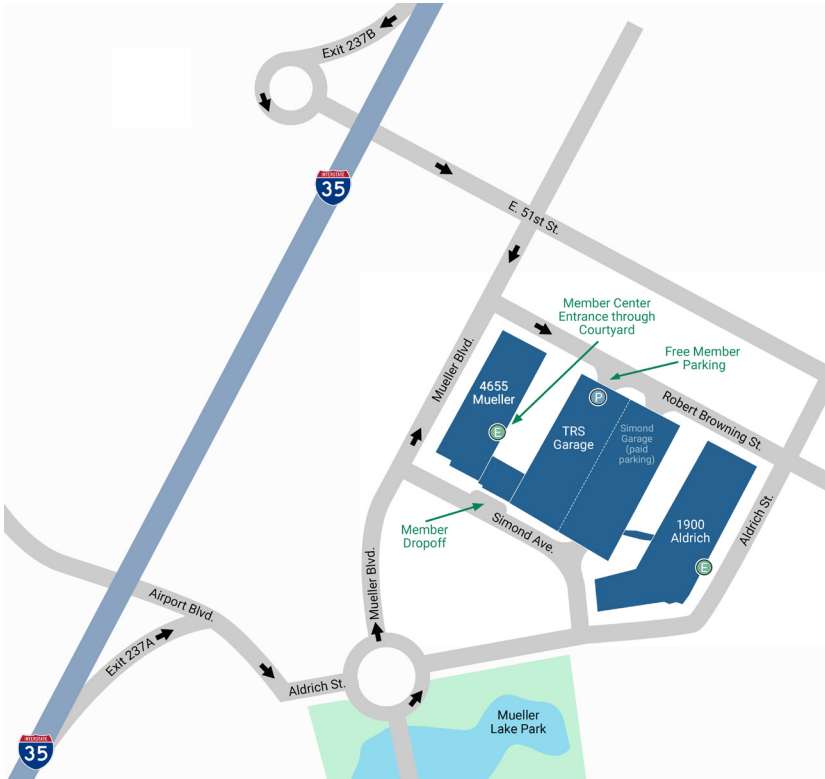 Exit 237B
INTERSTATE
35
E. 51st St.
Member Center
Entrance through
Courtyard
Free Member
Parking
Mueller Blvd.
4655
Mueller
E
P
TRS
Garage
Simond
Garage
(paid
parking)
Robert Browning St.
Member
Dropoff
Simond Ave.
1900
Aldrich
E
Aldrich St.
Mueller Blvd.
Airport Blvd.
Exit 237A
Aldrich St.
Mueller
Lake Park
INTERSTATE
35